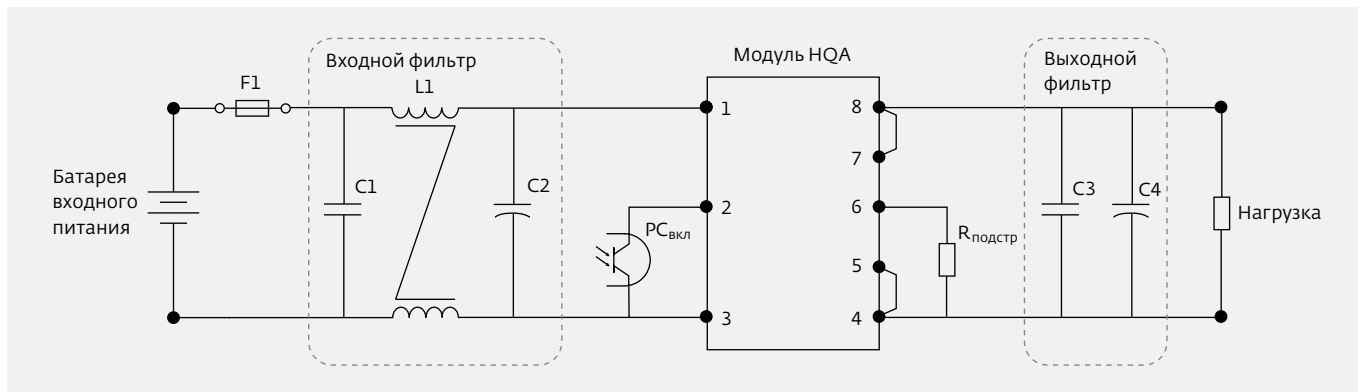 Входной фильтр
Модуль HQA
Выходной
фильтр
F1
L1
1
8
7
Батарея
входного
питания
C1
C2
2
6
C3
C4
PCвкл
Rподстр
Нагрузка
5
3
4